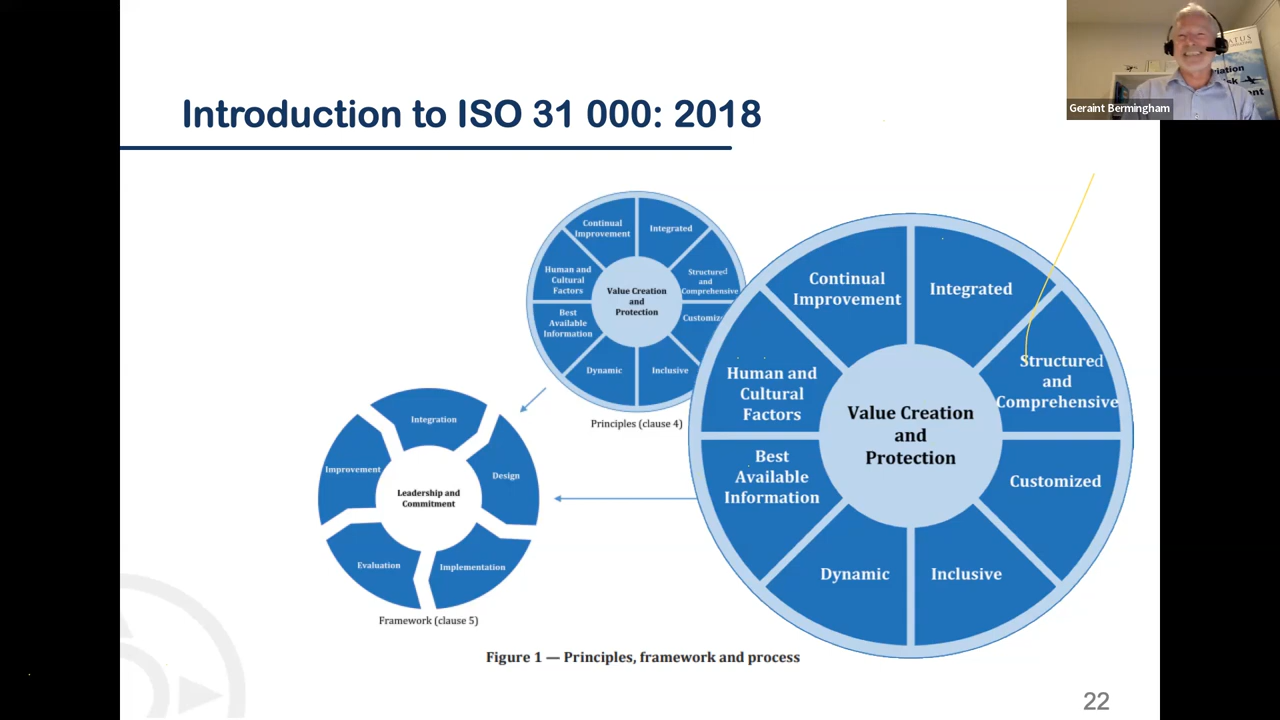 Introduction to ISO 31 000: 2018
Geraint Bermingham
Continual
Improvement
Integrated
Human and
Cultural
Factors
Structured
and
Comprehensive
Value Creation
and
Protection
Best
Available
Information
Dynamic
Inclusive
Principles (clause 4)
Continual
Improvement
Integrated
Human and
Cultural
Factors
Structured
and
Comprehensive
Value Creation
and
Protection
Best
Available
Information
Customized
Dynamic
Inclusive
Integration
Improvement
Design
Leadership and
Commitment
Evaluation
Implementation
Framework (clause 5)
Figure 1 — Principles, framework and process
22